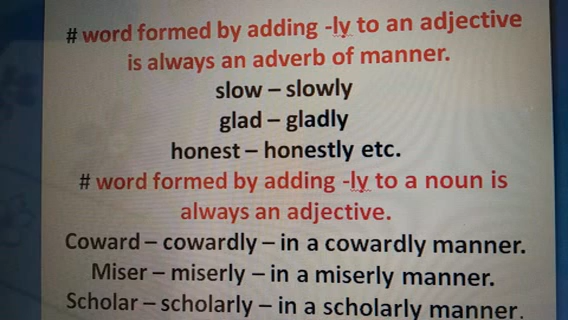 # word formed by adding -ly to an adjective
is always an adverb of manner.
slow – slowly
glad – gladly
honest – honestly etc.
# word formed by adding -ly to a noun is
always an adjective.
Coward – cowardly – in a cowardly manner.
Miser – miserly – in a miserly manner.
Scholar – scholarly – in a scholarly manner.